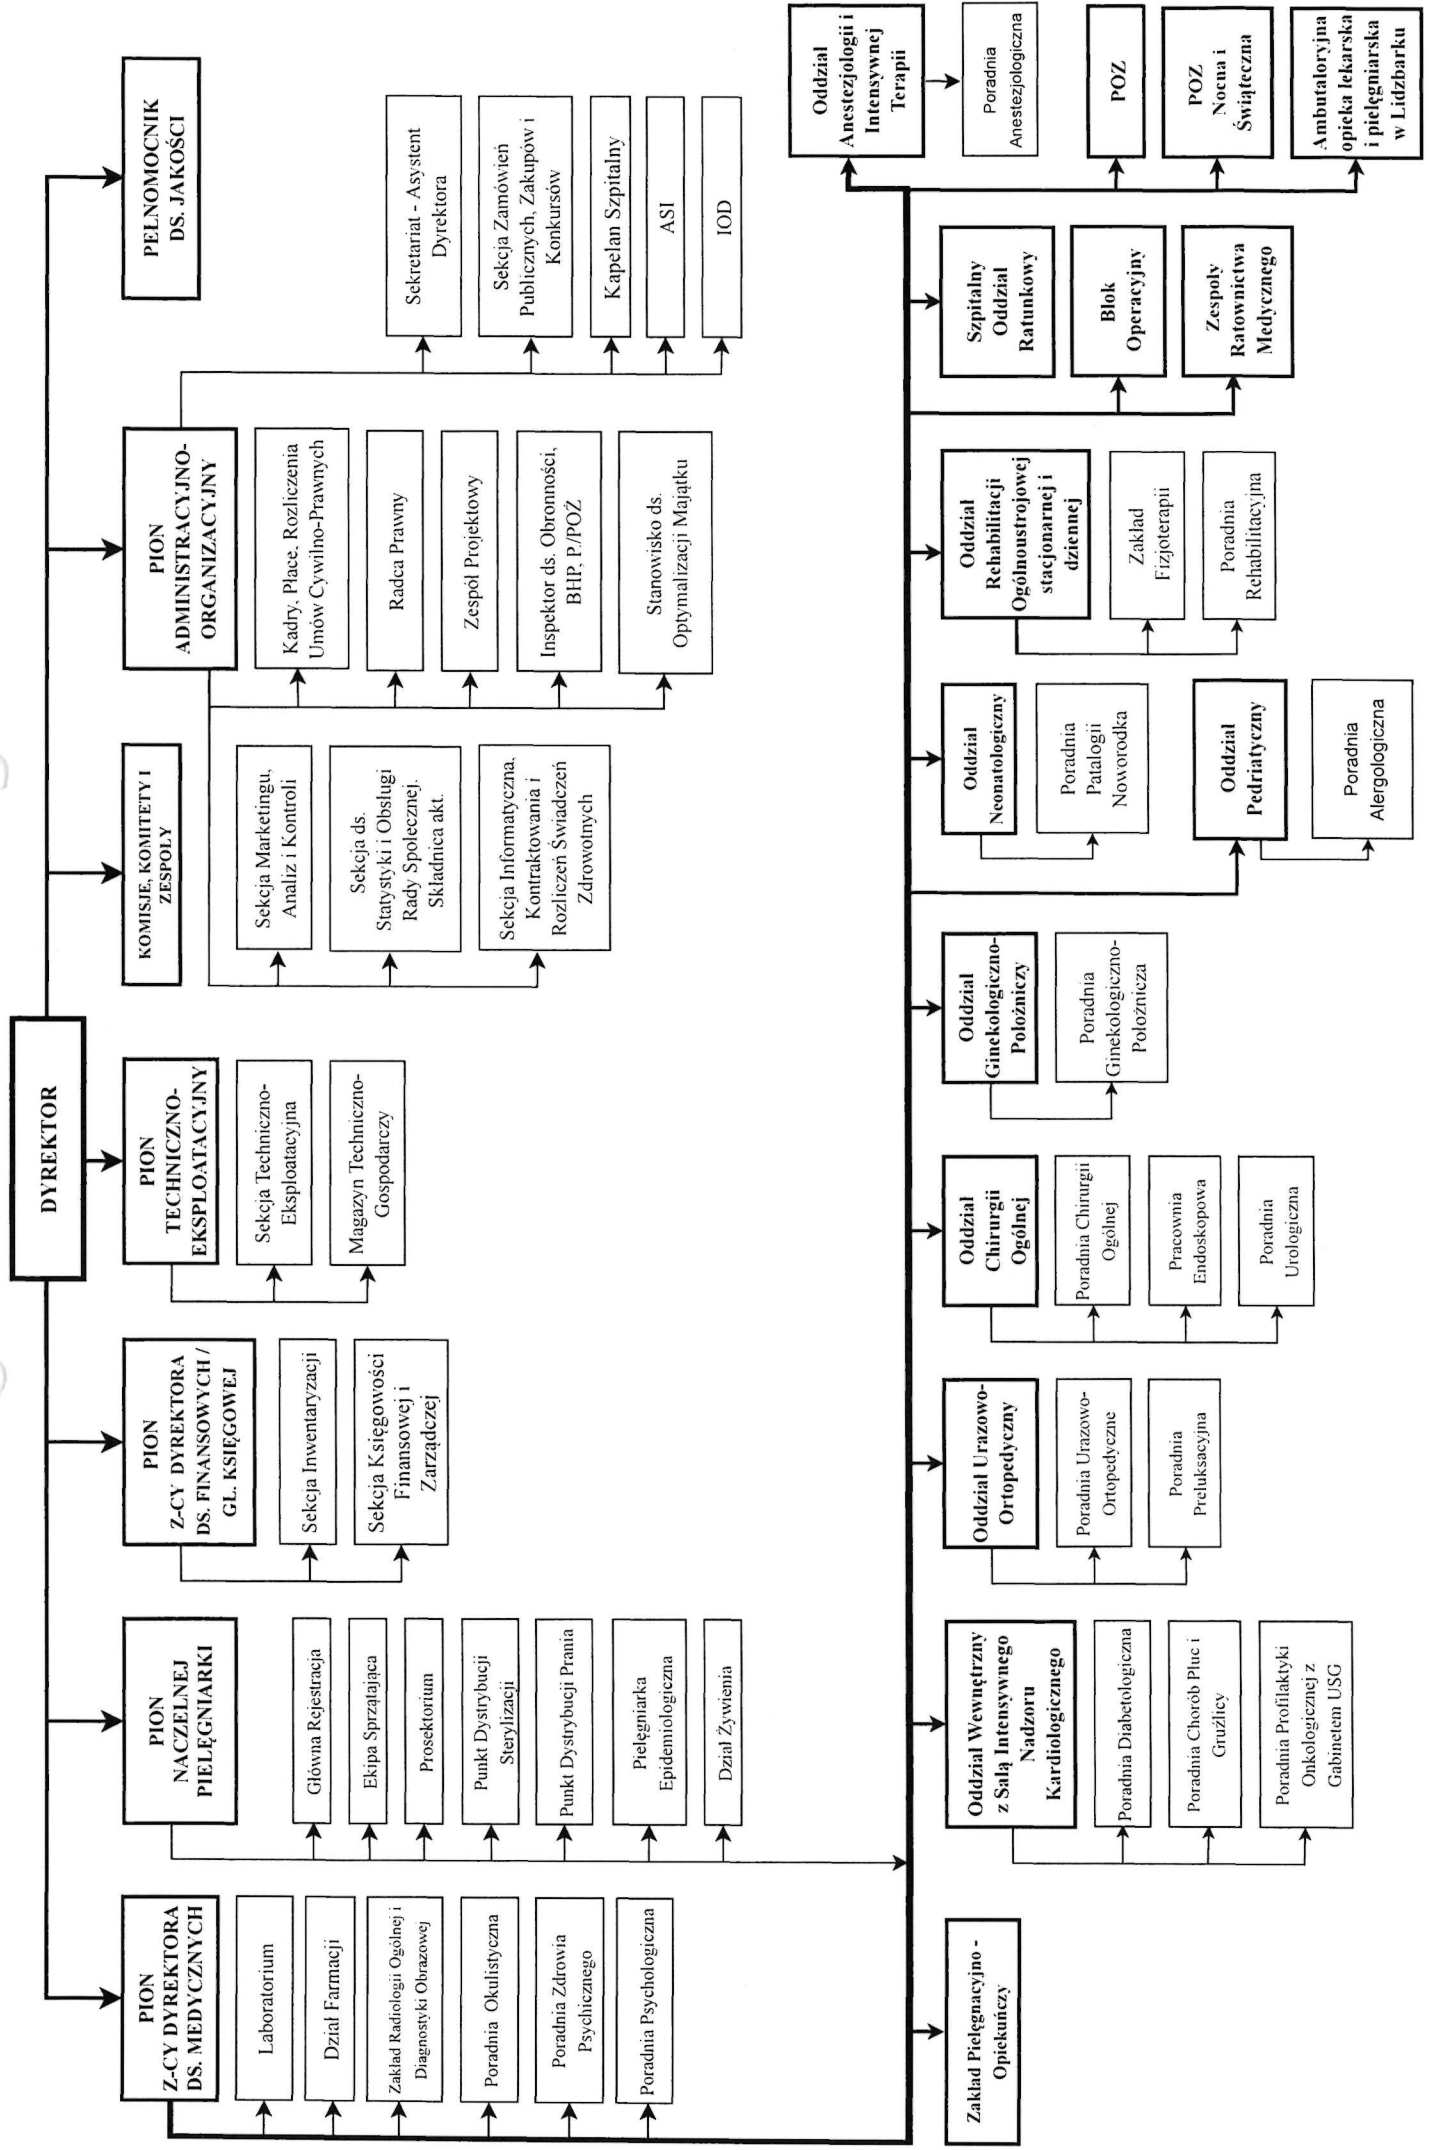 DYREKTOR
PION
Z-CY DYREKTORA
DS. MEDYCZNYCH
Laboratorium
Dział Farmacji
Zakład Radiologii Ogólnej i
Diagnostyki Obrazowej
Poradnia Okulistyczna
Poradnia Zdrowia
Psychicznego
Poradnia Psychologiczna
PION
NACZELNEJ
PIELĘGNIARKI
Główna Rejestracja
Ekipa Sprzątająca
Prosektorium
Punkt Dystrybucji
Sterylizacji
Punkt Dystrybucji Prania
Pielęgniarka
Epidemiologiczna
Dział Żywienia
PION
Z-CY DYREKTORA
DS. FINANSOWYCH /
GŁ. KSIĘGOWEJ
Sekcja Inwentaryzacji
Sekcja Księgowości
Finansowej i
Zarządczej
PION
TECHNICZNO-
EKSPLOATACYJNY
Sekcja Techniczno-
Eksploatacyjna
Magazyn Techniczno-
Gospodarczy
KOMISJE, KOMITETY I
ZESPOŁY
Sekcja Marketingu,
Analiz i Kontroli
Sekcja ds.
Statystyki i Obsługi
Rady Społecznej.
Składnica akt.
Sekcja Informatyczna,
Kontraktowania i
Rozliczeń Świadczeń
Zdrowotnych
PION
ADMINISTRACYJNO-
ORGANIZACYJNY
Kadry, Płace, Rozliczenia
Umów Cywilno-Prawnych
Radca Prawny
Zespół Projektowy
Inspektor ds. Obronności,
BHP, P./POŻ
Stanowisko ds.
Optymalizacji Majątku
PEŁNOMOCNIK
DS. JAKOŚCI
Sekretariat - Asystent
Dyrektora
Sekcja Zamówień
Publicznych, Zakupów i
Konkursów
Kapelan Szpitalny
ASI
IOD
Zakład Pielęgnacyjno -
Opiekuńczy
Oddział Wewnętrzny
z Salą Intensywnego
Nadzoru
Kardiologicznego
Poradnia Diabetologiczna
Poradnia Chorób Płuc i
Gruźlicy
Poradnia Profilaktyki
Onkologicznej z
Gabinetem USG
Oddział Urazowo-
Ortopedyczny
Poradnia Urazowo-
Ortopedyczne
Poradnia
Preluksacyjna
Oddział
Chirurgii
Ogólnej
Poradnia Chirurgii
Ogólnej
Pracownia
Endoskopowa
Poradnia
Urologiczna
Oddział
Ginekologiczno-
Położniczy
Poradnia
Ginekologiczno-
Położnicza
Oddział
Neonatologiczny
Poradnia
Patalogii
Noworodka
Oddział
Pedriatyczny
Poradnia
Alergologiczna
Oddział
Rehabilitacji
Ogólnoustrojowej
stacjonarnej i
dziennej
Zakład
Fizjoterapii
Poradnia
Rehabilitacyjna
Szpitalny
Oddział
Ratunkowy
Blok
Operacyjny
Zespoły
Ratownictwa
Medycznego
Oddział
Anestezjologii i
Intensywnej
Terapii
Poradnia
Anestezjologiczna
POZ
POZ
Nocna i
Świąteczna
Ambutaloryjna
opieka lekarska
i pielęgniarska
w Lidzbarku